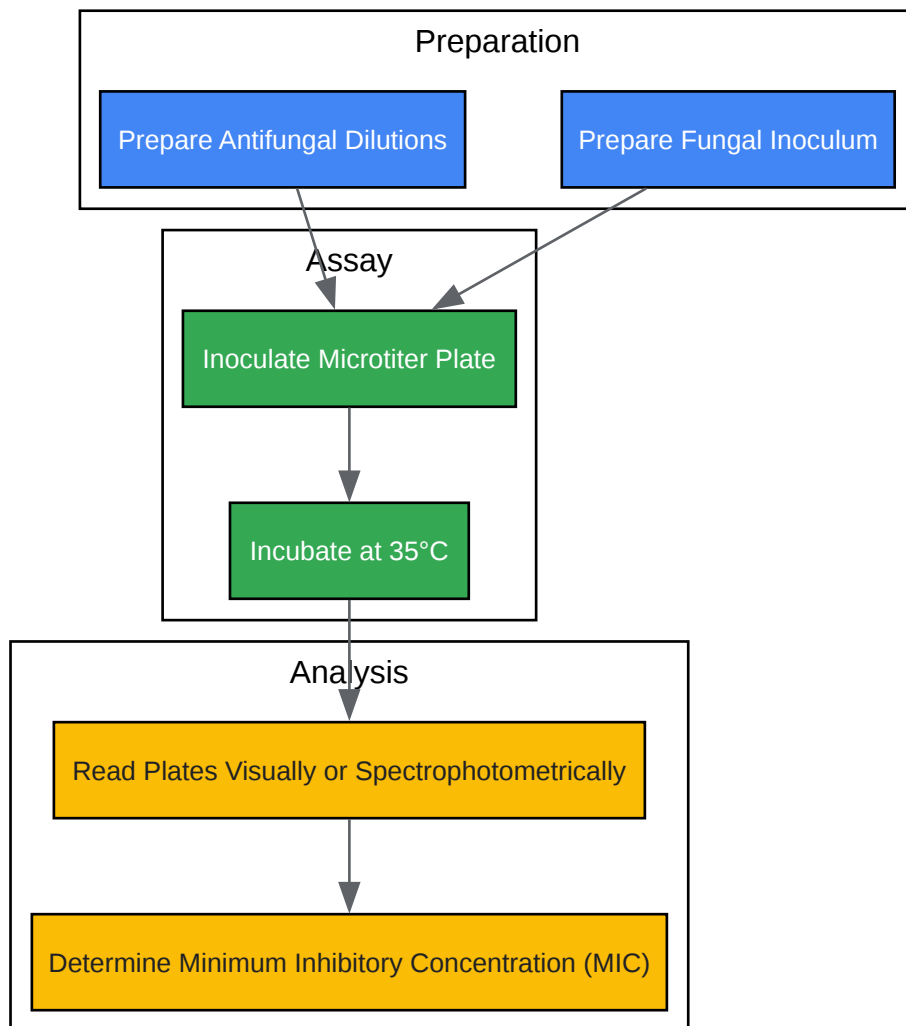 Preparation
Prepare Antifungal Dilutions
Prepare Fungal Inoculum
Assay
Inoculate Microtiter Plate
Incubate at 35°C
Analysis
Read Plates Visually or Spectrophotometrically
Determine Minimum Inhibitory Concentration (MIC)